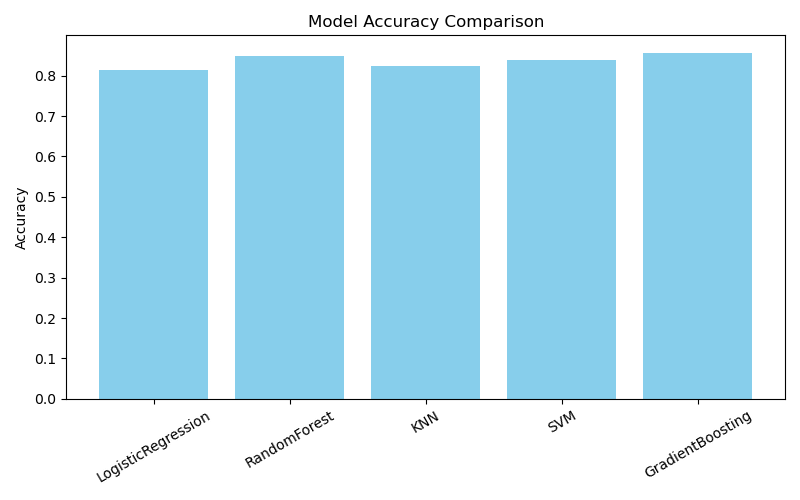 Model Accuracy Comparison
Accuracy
0.8
0.7
0.6
0.5
0.4
0.3
0.2
0.1
0.0
LogisticRegression
RandomForest
KNN
SVM
GradientBoosting